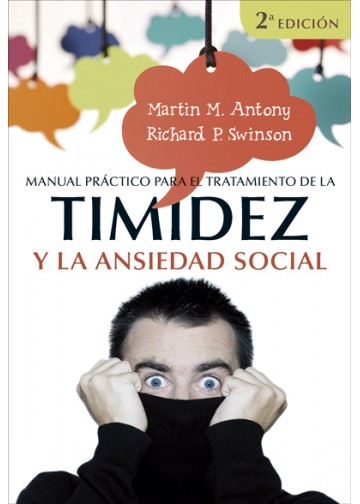 2ª EDICIÓN
Martin M. Antony
Richard P. Swinson
MANUAL PRÁCTICO PARA EL TRATAMIENTO DE LA
TIMIDEZ
Y LA ANSIEDAD SOCIAL